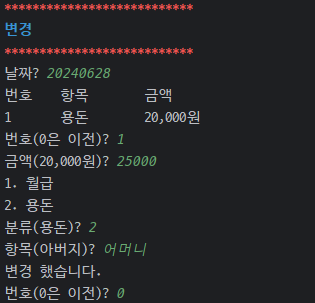 ***************************
변경
***************************
날짜? 20240628
번호 항목 금액
1 용돈 20,000원
번호(0은 이전)? 1
금액(20,000원)? 25000
1. 월급
2. 용돈
분류(용돈)? 2
항목(아버지)? 어머니
변경 했습니다.
번호(0은 이전)? 0